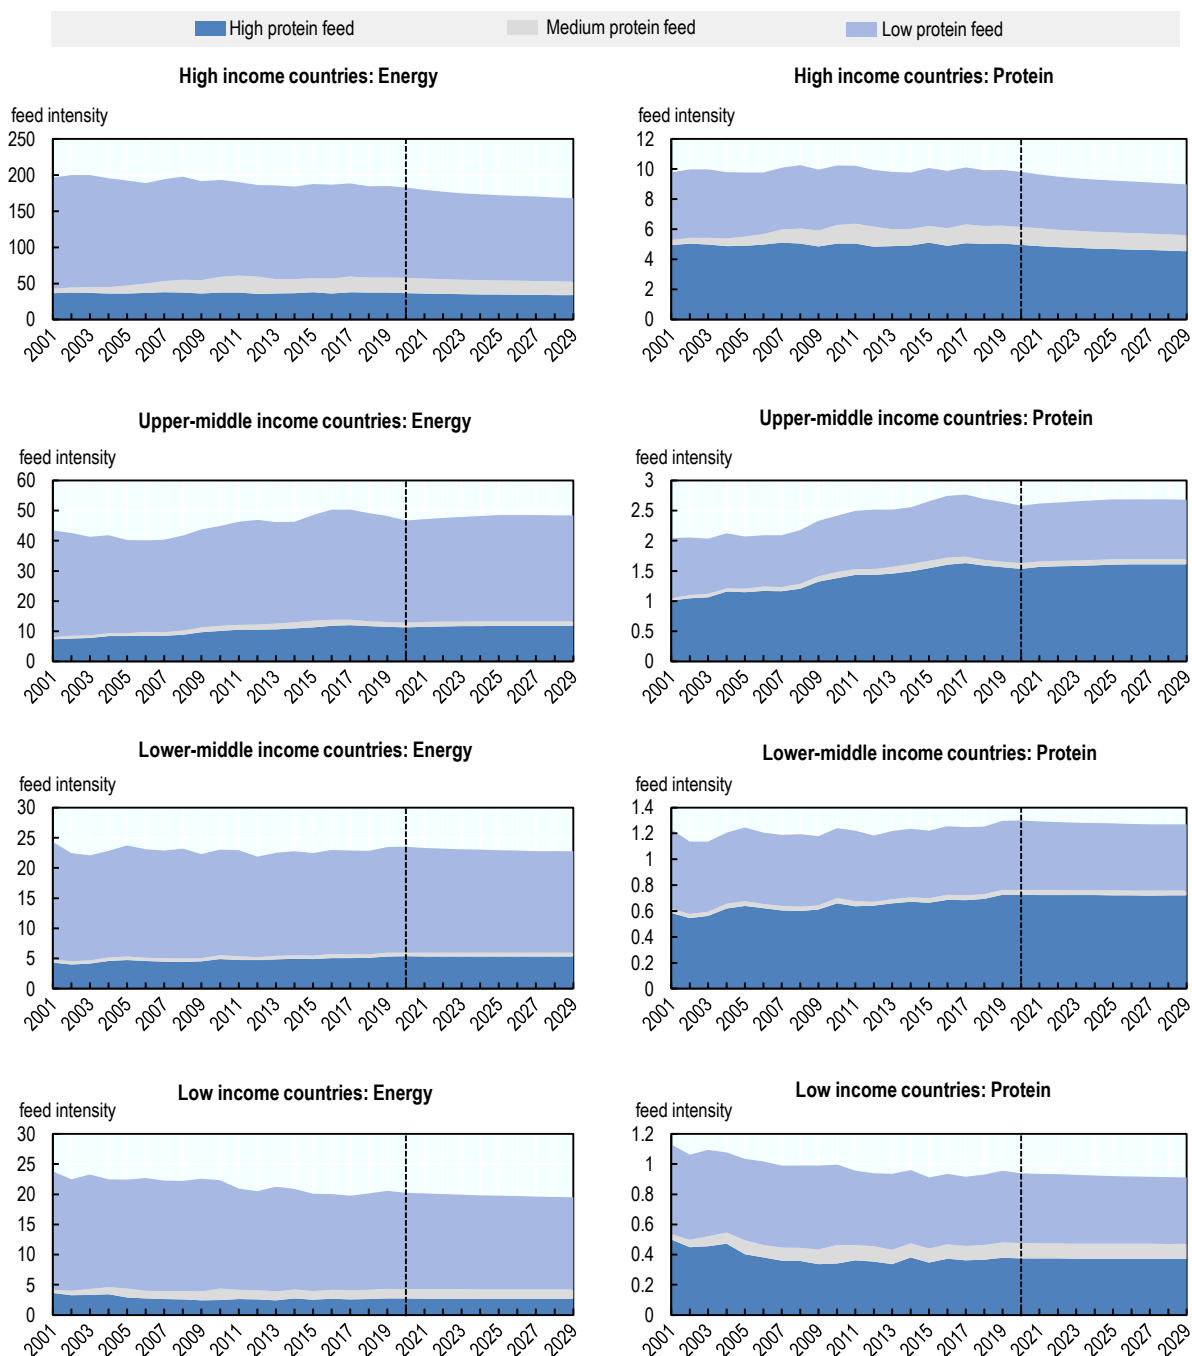 High protein feed Medium protein feed Low protein feed
High income countries: Energy
feed intensity
250
200
150
100
50
0
2001 2003 2005 2007 2009 2011 2013 2015 2017 2019 2021 2023 2025 2027 2029
High income countries: Protein
feed intensity
12
10
8
6
4
2
0
2001 2003 2005 2007 2009 2011 2013 2015 2017 2019 2021 2023 2025 2027 2029
Upper-middle income countries: Energy
feed intensity
60
50
40
30
20
10
0
2001 2003 2005 2007 2009 2011 2013 2015 2017 2019 2021 2023 2025 2027 2029
Upper-middle income countries: Protein
feed intensity
3
2.5
2
1.5
1
0.5
0
2001 2003 2005 2007 2009 2011 2013 2015 2017 2019 2021 2023 2025 2027 2029
Lower-middle income countries: Energy
feed intensity
30
25
20
15
10
5
0
2001 2003 2005 2007 2009 2011 2013 2015 2017 2019 2021 2023 2025 2027 2029
Lower-middle income countries: Protein
feed intensity
1.4
1.2
1
0.8
0.6
0.4
0.2
0
2001 2003 2005 2007 2009 2011 2013 2015 2017 2019 2021 2023 2025 2027 2029
Low income countries: Energy
feed intensity
30
25
20
15
10
5
0
2001 2003 2005 2007 2009 2011 2013 2015 2017 2019 2021 2023 2025 2027 2029
Low income countries: Protein
feed intensity
1.2
1
0.8
0.6
0.4
0.2
0
2001 2003 2005 2007 2009 2011 2013 2015 2017 2019 2021 2023 2025 2027 2029